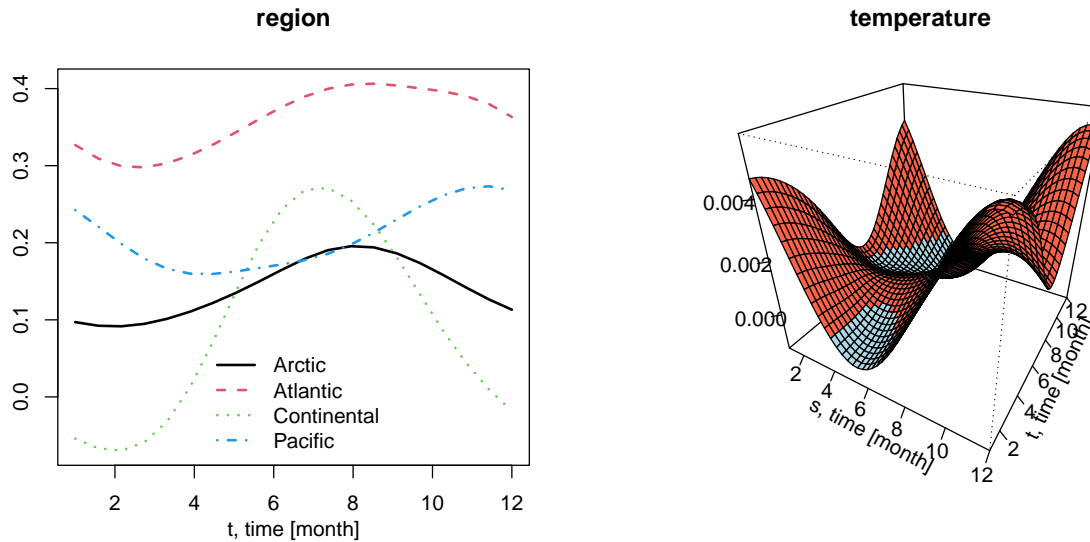 region
0.4
0.3
0.2
0.1
0.0
Arctic
Atlantic
Continental
Pacific
2 4 6 8 10 12
t, time [month]
temperature
0.004
0.002
0.000
2 4 6 8 10 12
s, time [month]
2 4 6 8 10 12
t, time [month]